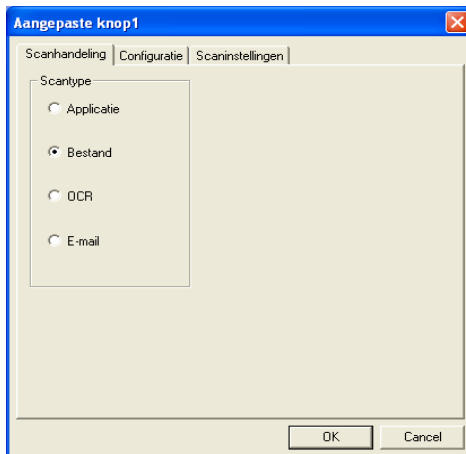 Aangepaste knop1
Scanhandeling Configuratie Scaninstellingen
Scantype
Applicatie
Bestand
OCR
E-mail
OK Cancel